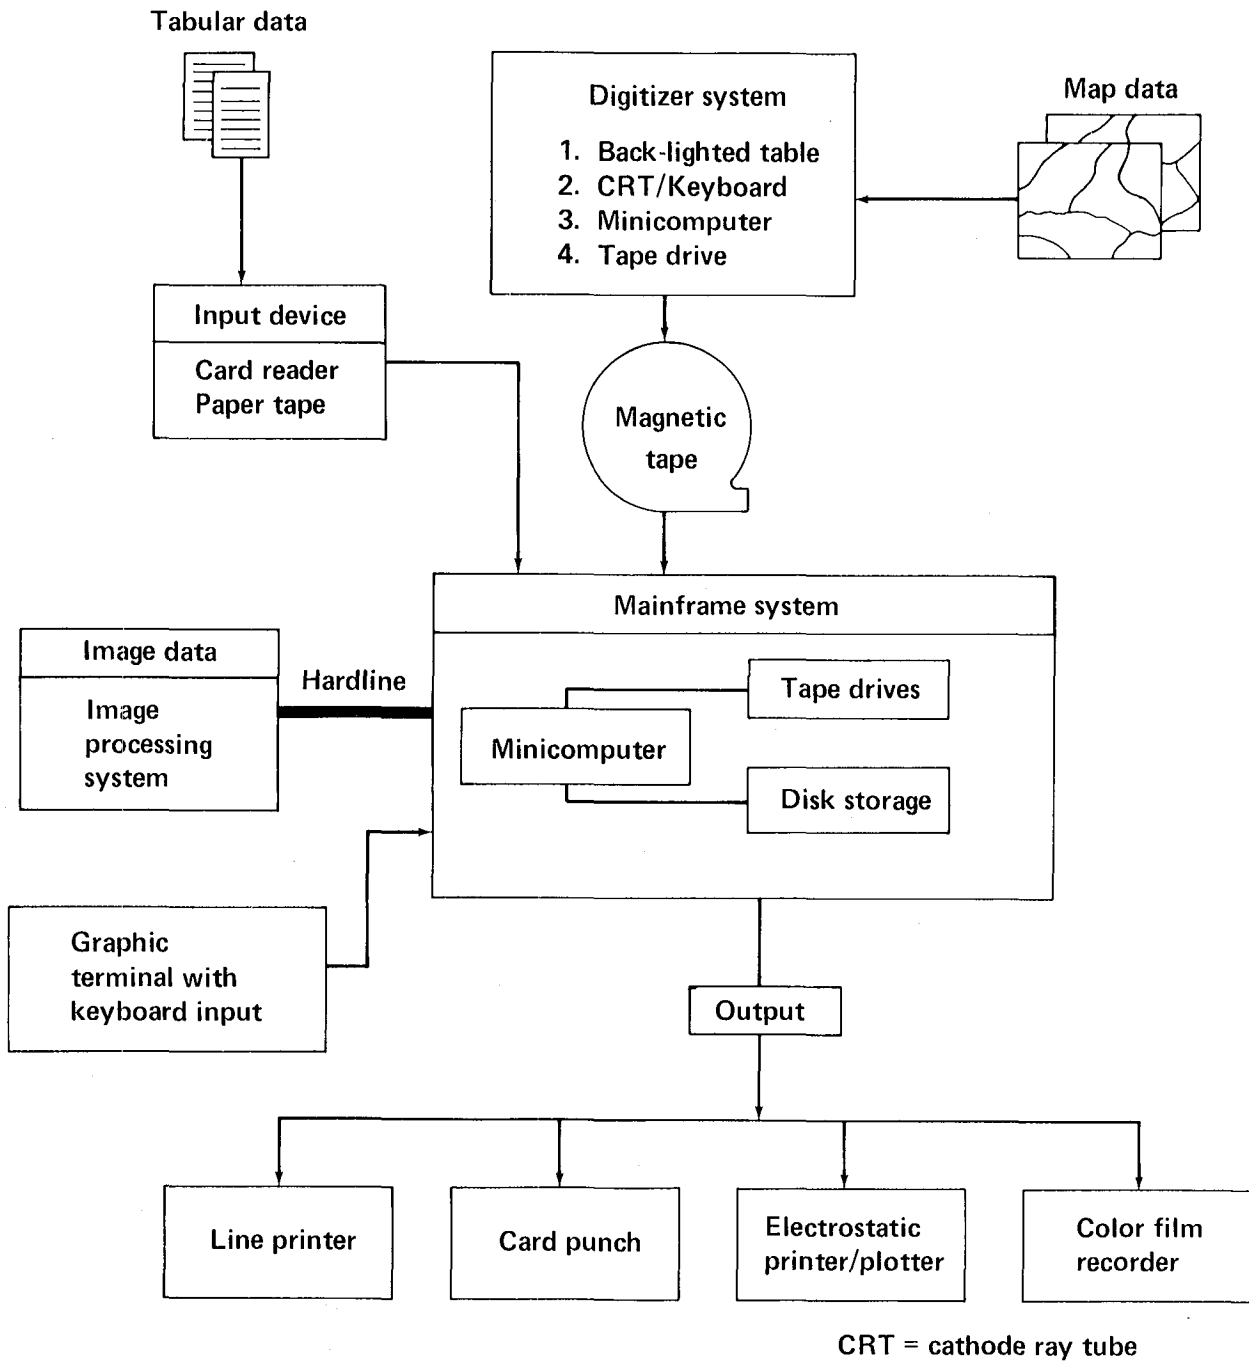 Tabular data
Digitizer system
1. Back-lighted table
2. CRT/Keyboard
3. Minicomputer
4. Tape drive
Map data
Input device
Card reader
Paper tape
Magnetic
tape
Mainframe system
Image data
Image
processing
system
Hardline
Tape drives
Minicomputer
Disk storage
Graphic
terminal with
keyboard input
Output
Line printer
Card punch
Electrostatic
printer/plotter
Color film
recorder
CRT = cathode ray tube